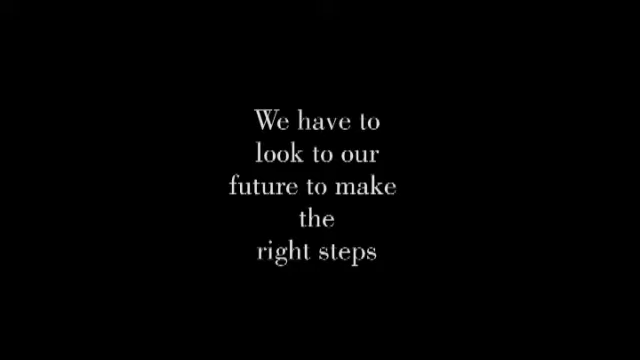 We have to
look to our
future to make
the
right steps